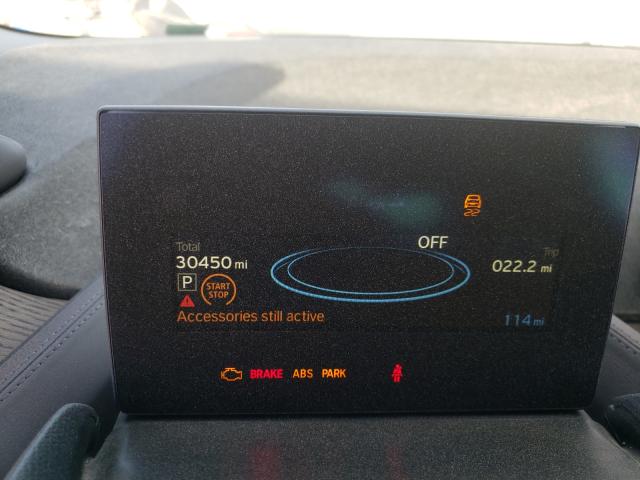 OFF
Total
30450 mi
Trip
022.2 mi
P
START
STOP
Accessories still active
114 mi
BRAKE ABS PARK